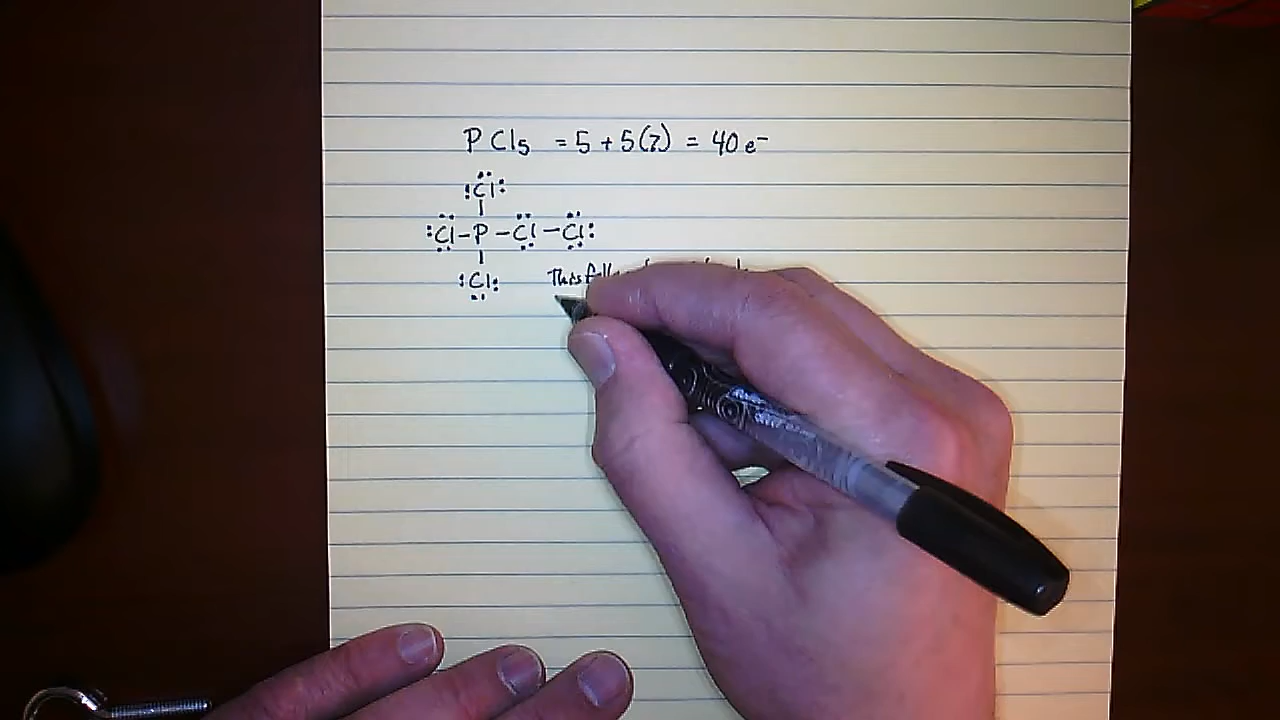 PCl5 = 5 + 5(7) = 40 e-
:Cl:
:Cl-P-Cl-Cl:
:Cl: This